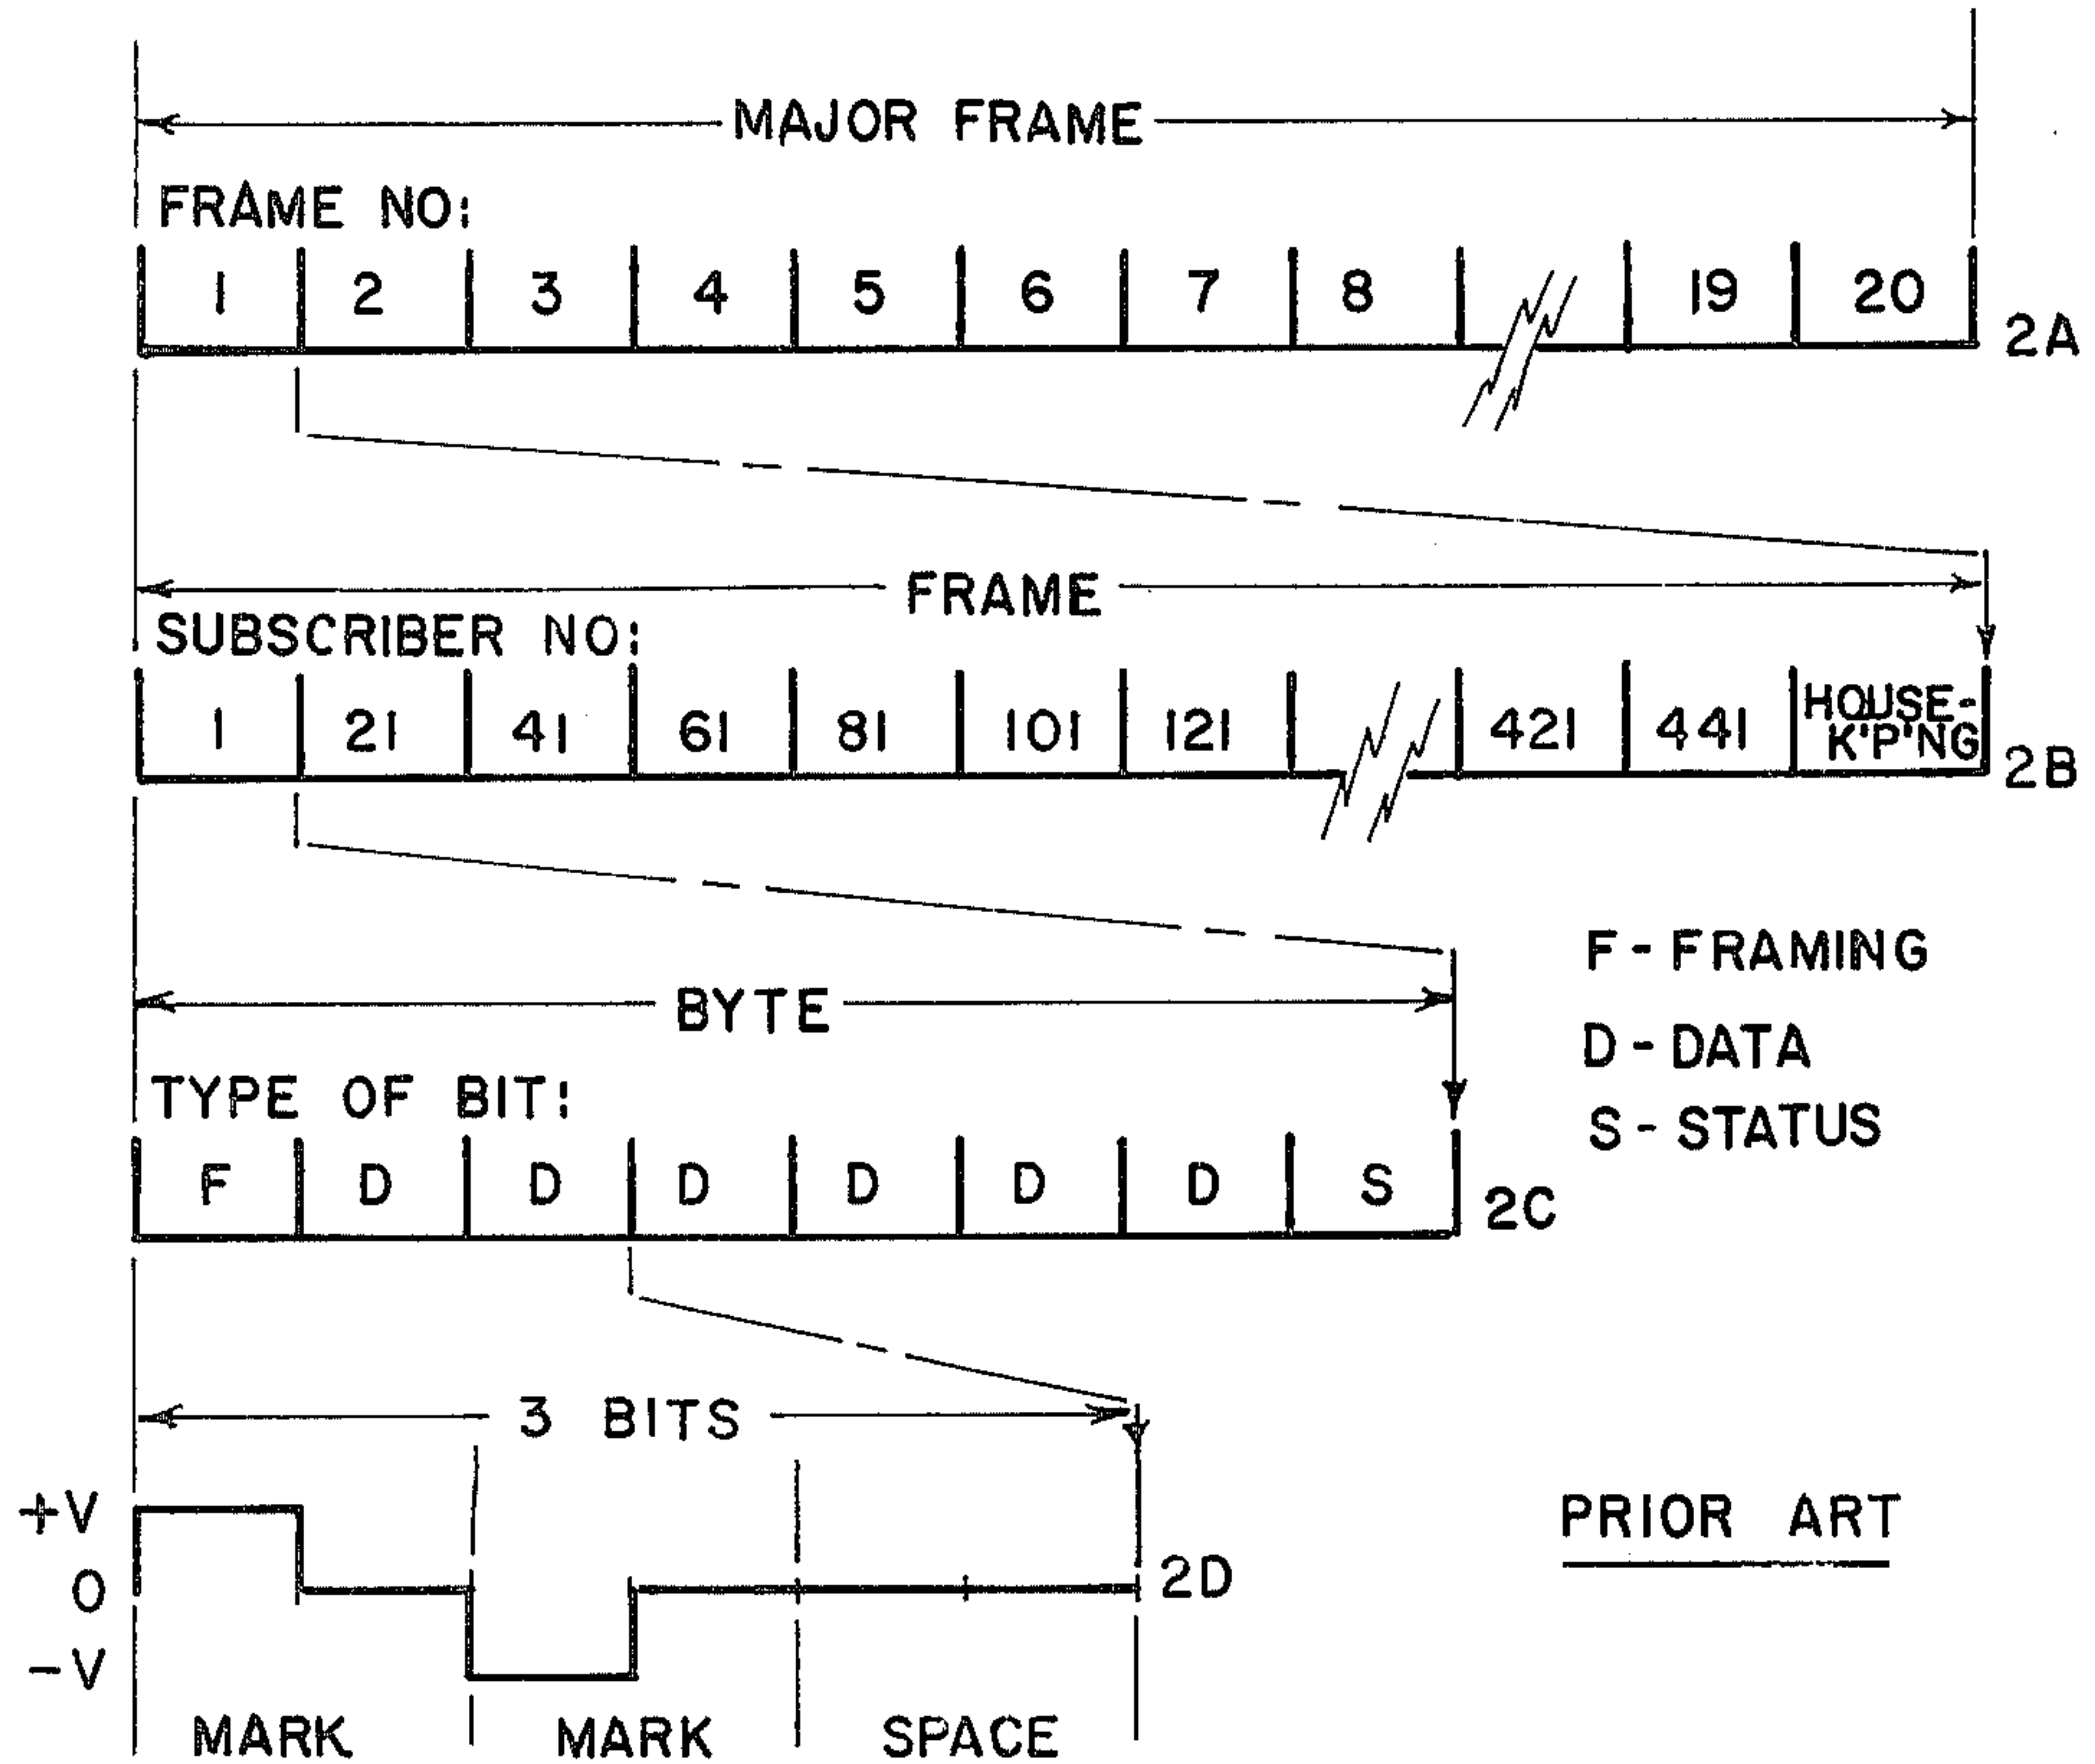 MAJOR FRAME
FRAME NO:
1 2 3 4 5 6 7 8 19 20
2A
FRAME
SUBSCRIBER NO:
1 21 41 61 81 101 121 421 441 HOUSE-
K'P'NG
2B
F - FRAMING
D - DATA
S - STATUS
BYTE
TYPE OF BIT:
F D D D D D D S
2C
3 BITS
+V
0
-V
2D
MARK MARK SPACE
PRIOR ART